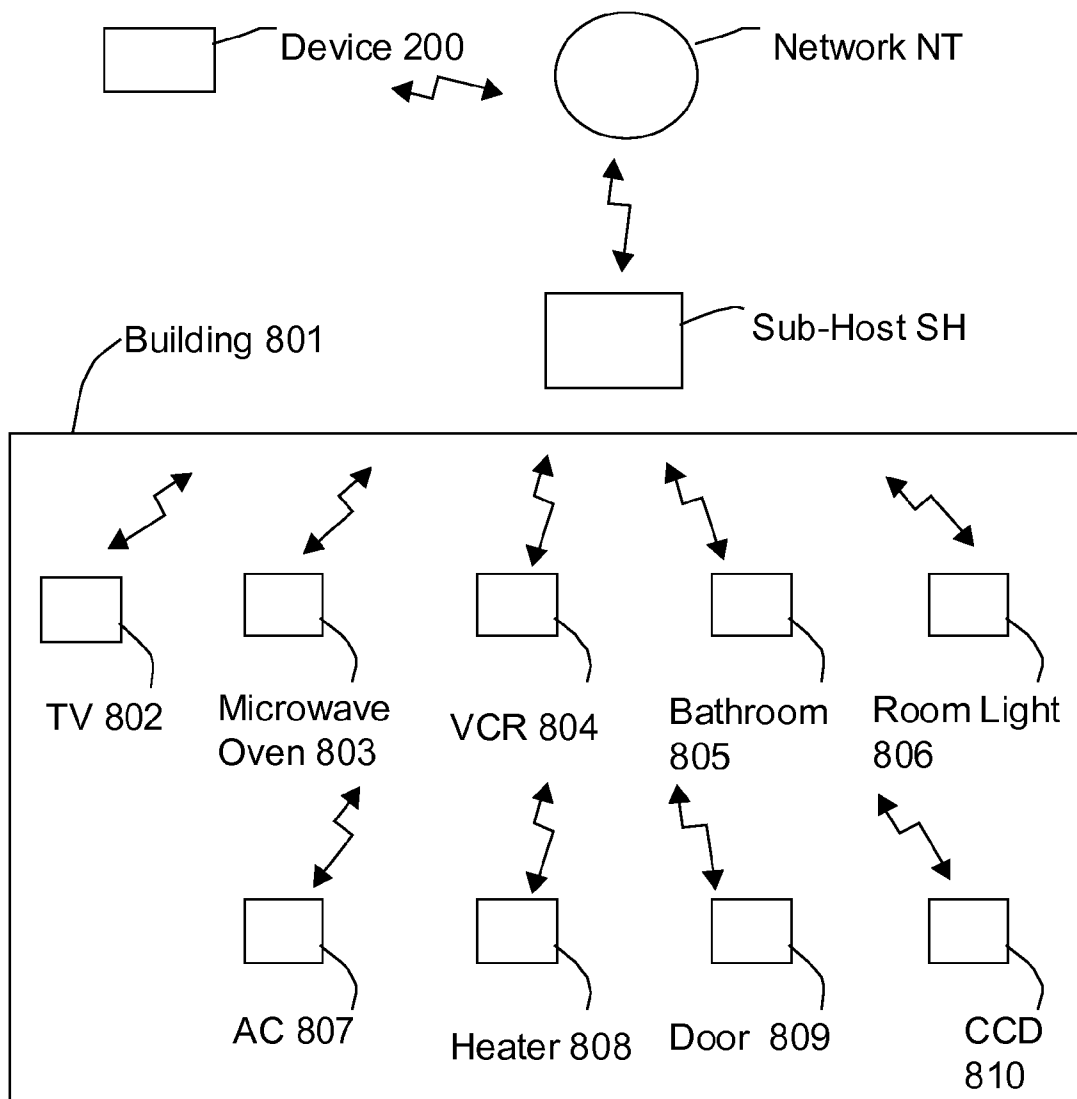 Device 200
Network NT
Sub-Host SH
Building 801
TV 802
Microwave
Oven 803
VCR 804
Bathroom
805
Room Light
806
AC 807
Heater 808
Door 809
CCD
810